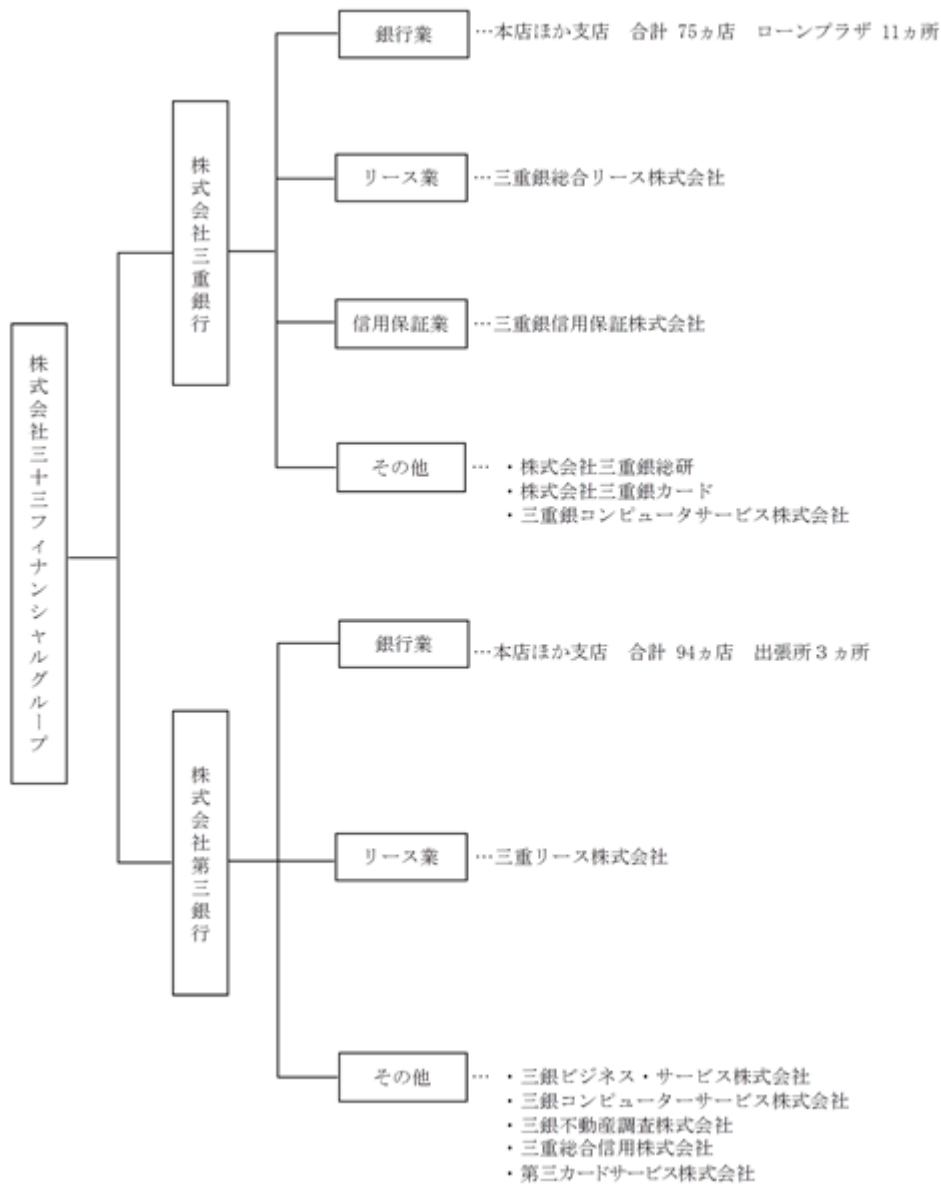 株式会社三十三フィナンシャルグループ
株式会社三重銀行
銀行業 …本店ほか支店 合計 75ヵ店 ローンプラザ 11ヵ所
リース業 …三重銀総合リース株式会社
信用保証業 …三重銀信用保証株式会社
その他 … ・株式会社三重銀総研
・株式会社三重銀カード
・三重銀コンピュータサービス株式会社
株式会社第三銀行
銀行業 …本店ほか支店 合計 94ヵ店 出張所3ヵ所
リース業 …三重リース株式会社
その他 … ・三銀ビジネス・サービス株式会社
・三銀コンピューターサービス株式会社
・三銀不動産調査株式会社
・三重総合信用株式会社
・第三カードサービス株式会社